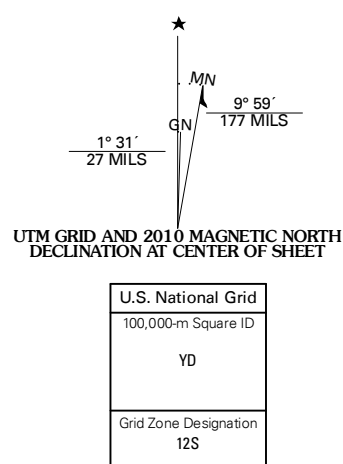 MN
9° 59´
177 MILS
GN
1° 31´
27 MILS
UTM GRID AND 2010 MAGNETIC NORTH
DECLINATION AT CENTER OF SHEET
U.S. National Grid
100,000-m Square ID
YD
Grid Zone Designation
12S